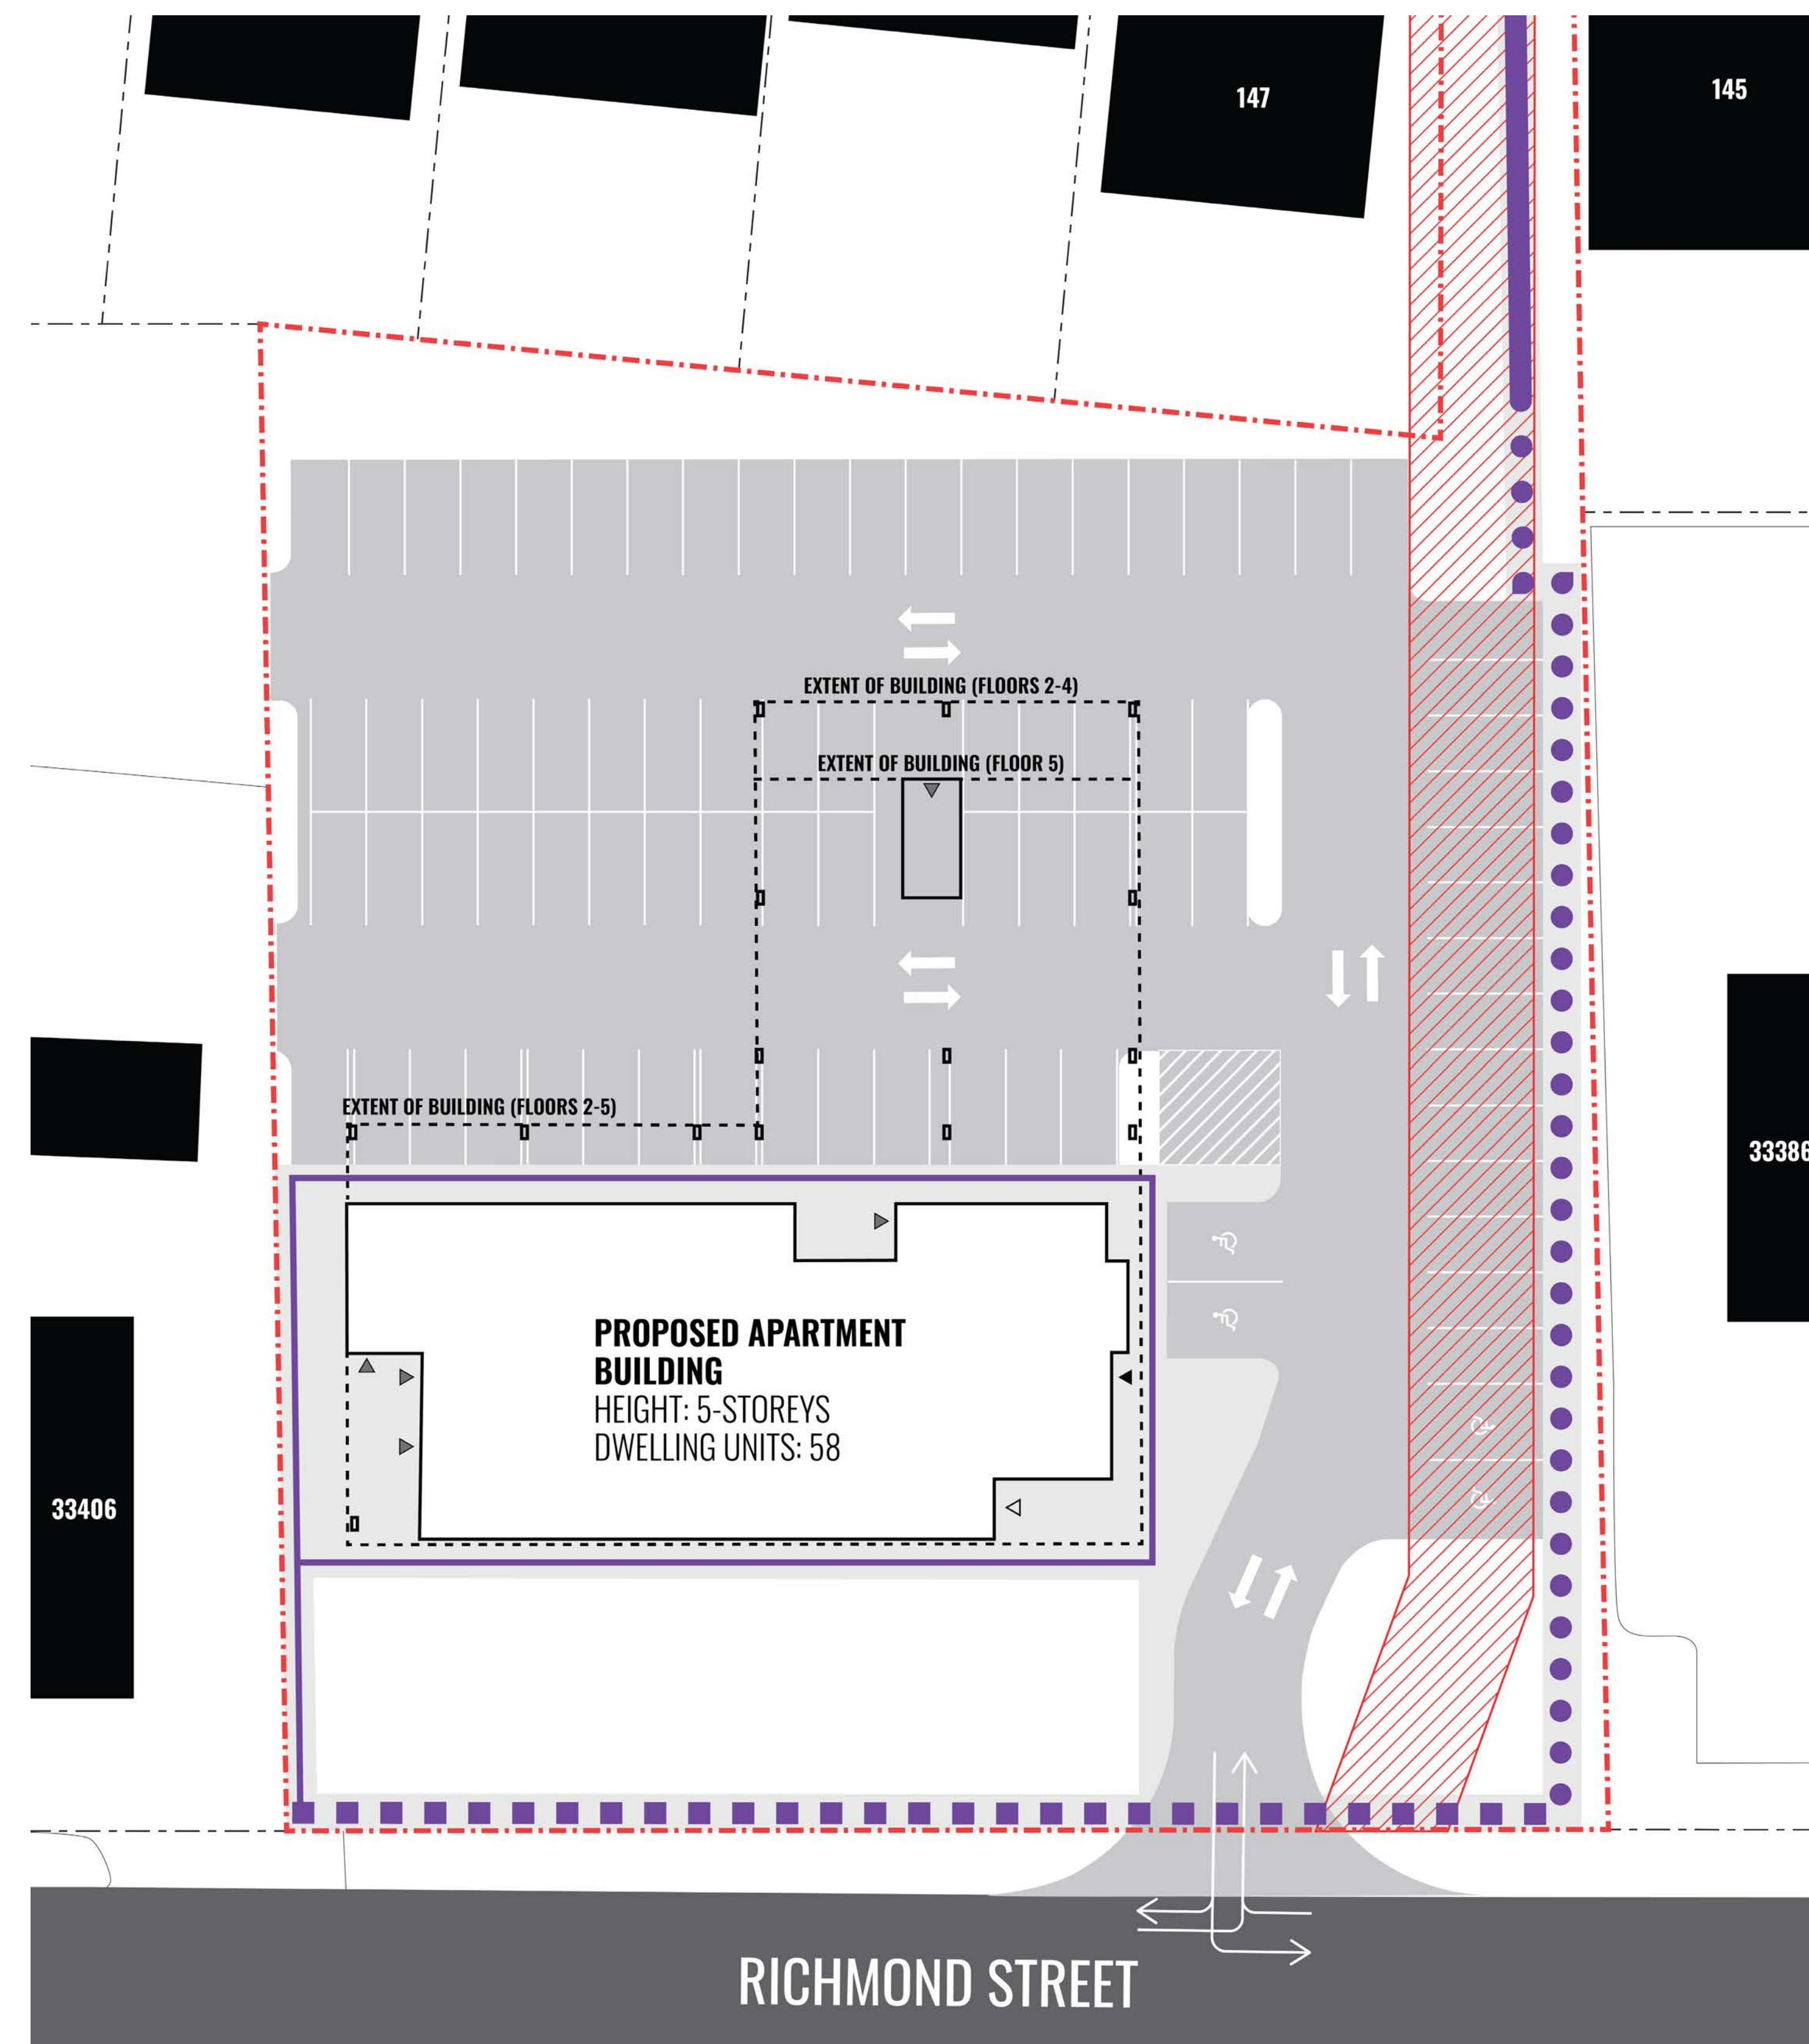 147
145
EXTENT OF BUILDING (FLOORS 2-4)
EXTENT OF BUILDING (FLOOR 5)
EXTENT OF BUILDING (FLOORS 2-5)
33386
PROPOSED APARTMENT
BUILDING
HEIGHT: 5-STOREYS
DWELLING UNITS: 58
33406
RICHMOND STREET